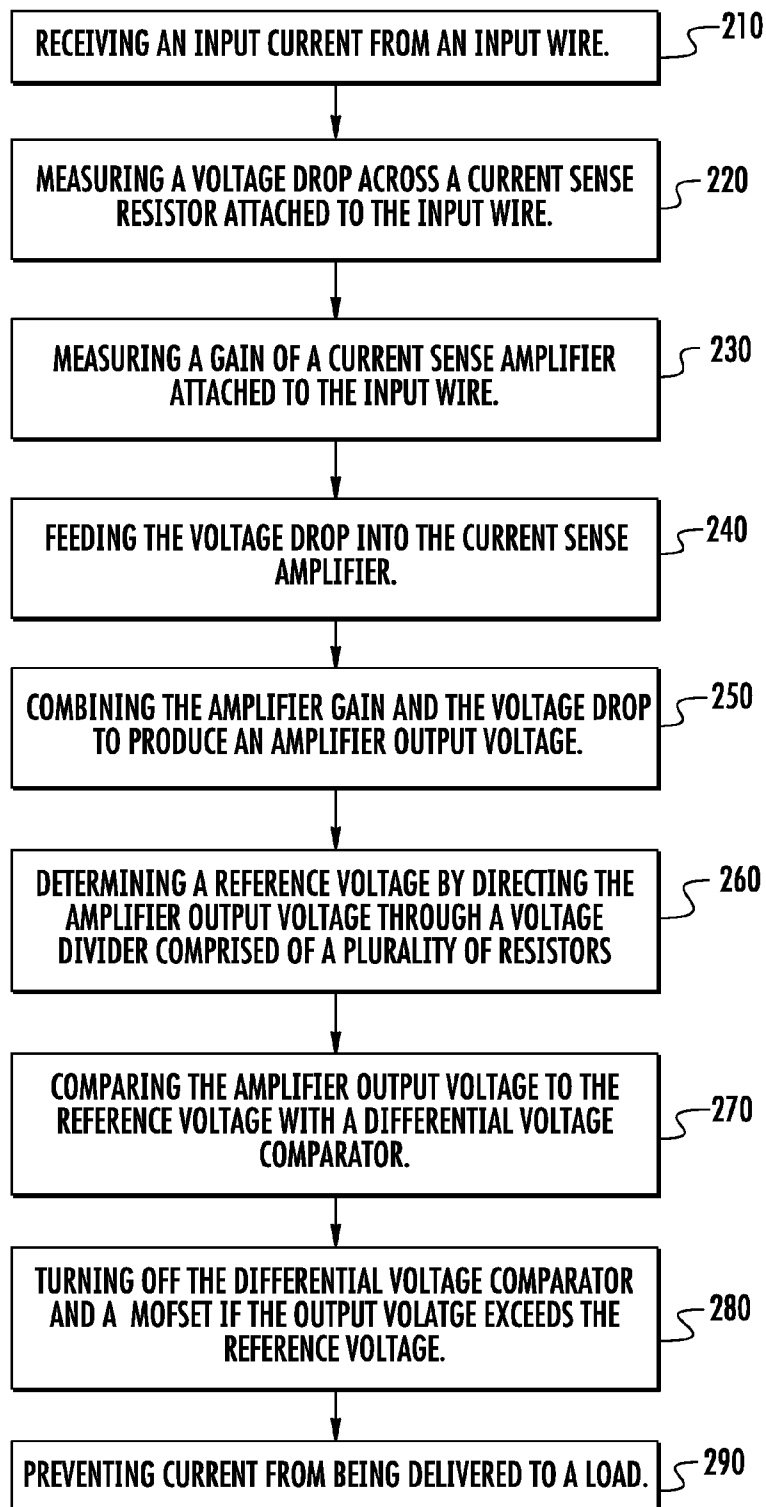 RECEIVING AN INPUT CURRENT FROM AN INPUT WIRE.
210
MEASURING A VOLTAGE DROP ACROSS A CURRENT SENSE
RESISTOR ATTACHED TO THE INPUT WIRE.
220
MEASURING A GAIN OF A CURRENT SENSE AMPLIFIER
ATTACHED TO THE INPUT WIRE.
230
FEEDING THE VOLTAGE DROP INTO THE CURRENT SENSE
AMPLIFIER.
240
COMBINING THE AMPLIFIER GAIN AND THE VOLTAGE DROP
TO PRODUCE AN AMPLIFIER OUTPUT VOLTAGE.
250
DETERMINING A REFERENCE VOLTAGE BY DIRECTING THE
AMPLIFIER OUTPUT VOLTAGE THROUGH A VOLTAGE
DIVIDER COMPRISED OF A PLURALITY OF RESISTORS
260
COMPARING THE AMPLIFIER OUTPUT VOLTAGE TO THE
REFERENCE VOLTAGE WITH A DIFFERENTIAL VOLTAGE
COMPARATOR.
270
TURNING OFF THE DIFFERENTIAL VOLTAGE COMPARATOR
AND A MOFSET IF THE OUTPUT VOLATGE EXCEEDS THE
REFERENCE VOLTAGE.
280
PREVENTING CURRENT FROM BEING DELIVERED TO A LOAD.
290